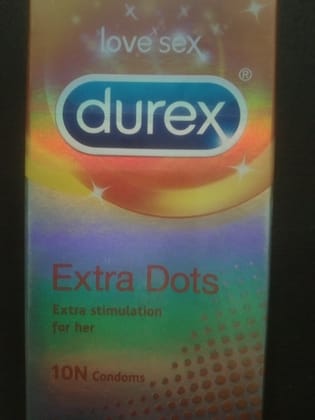 love sex
durex®
Extra Dots
Extra stimulation
for her
10N Condoms